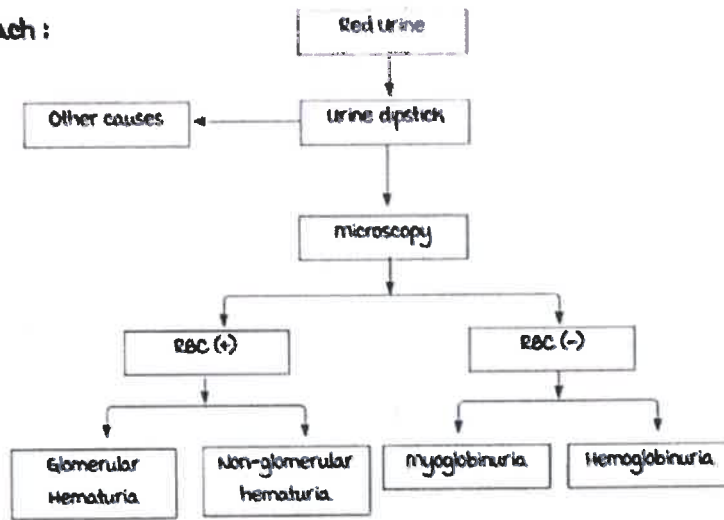 ach :
Red urine
Other causes
urine dipstick
microscopy
RBC (+)
RBC (-)
Glomerular
Hematuria
Non-glomerular
hematuria
myoglobinuria
Hemoglobinuria